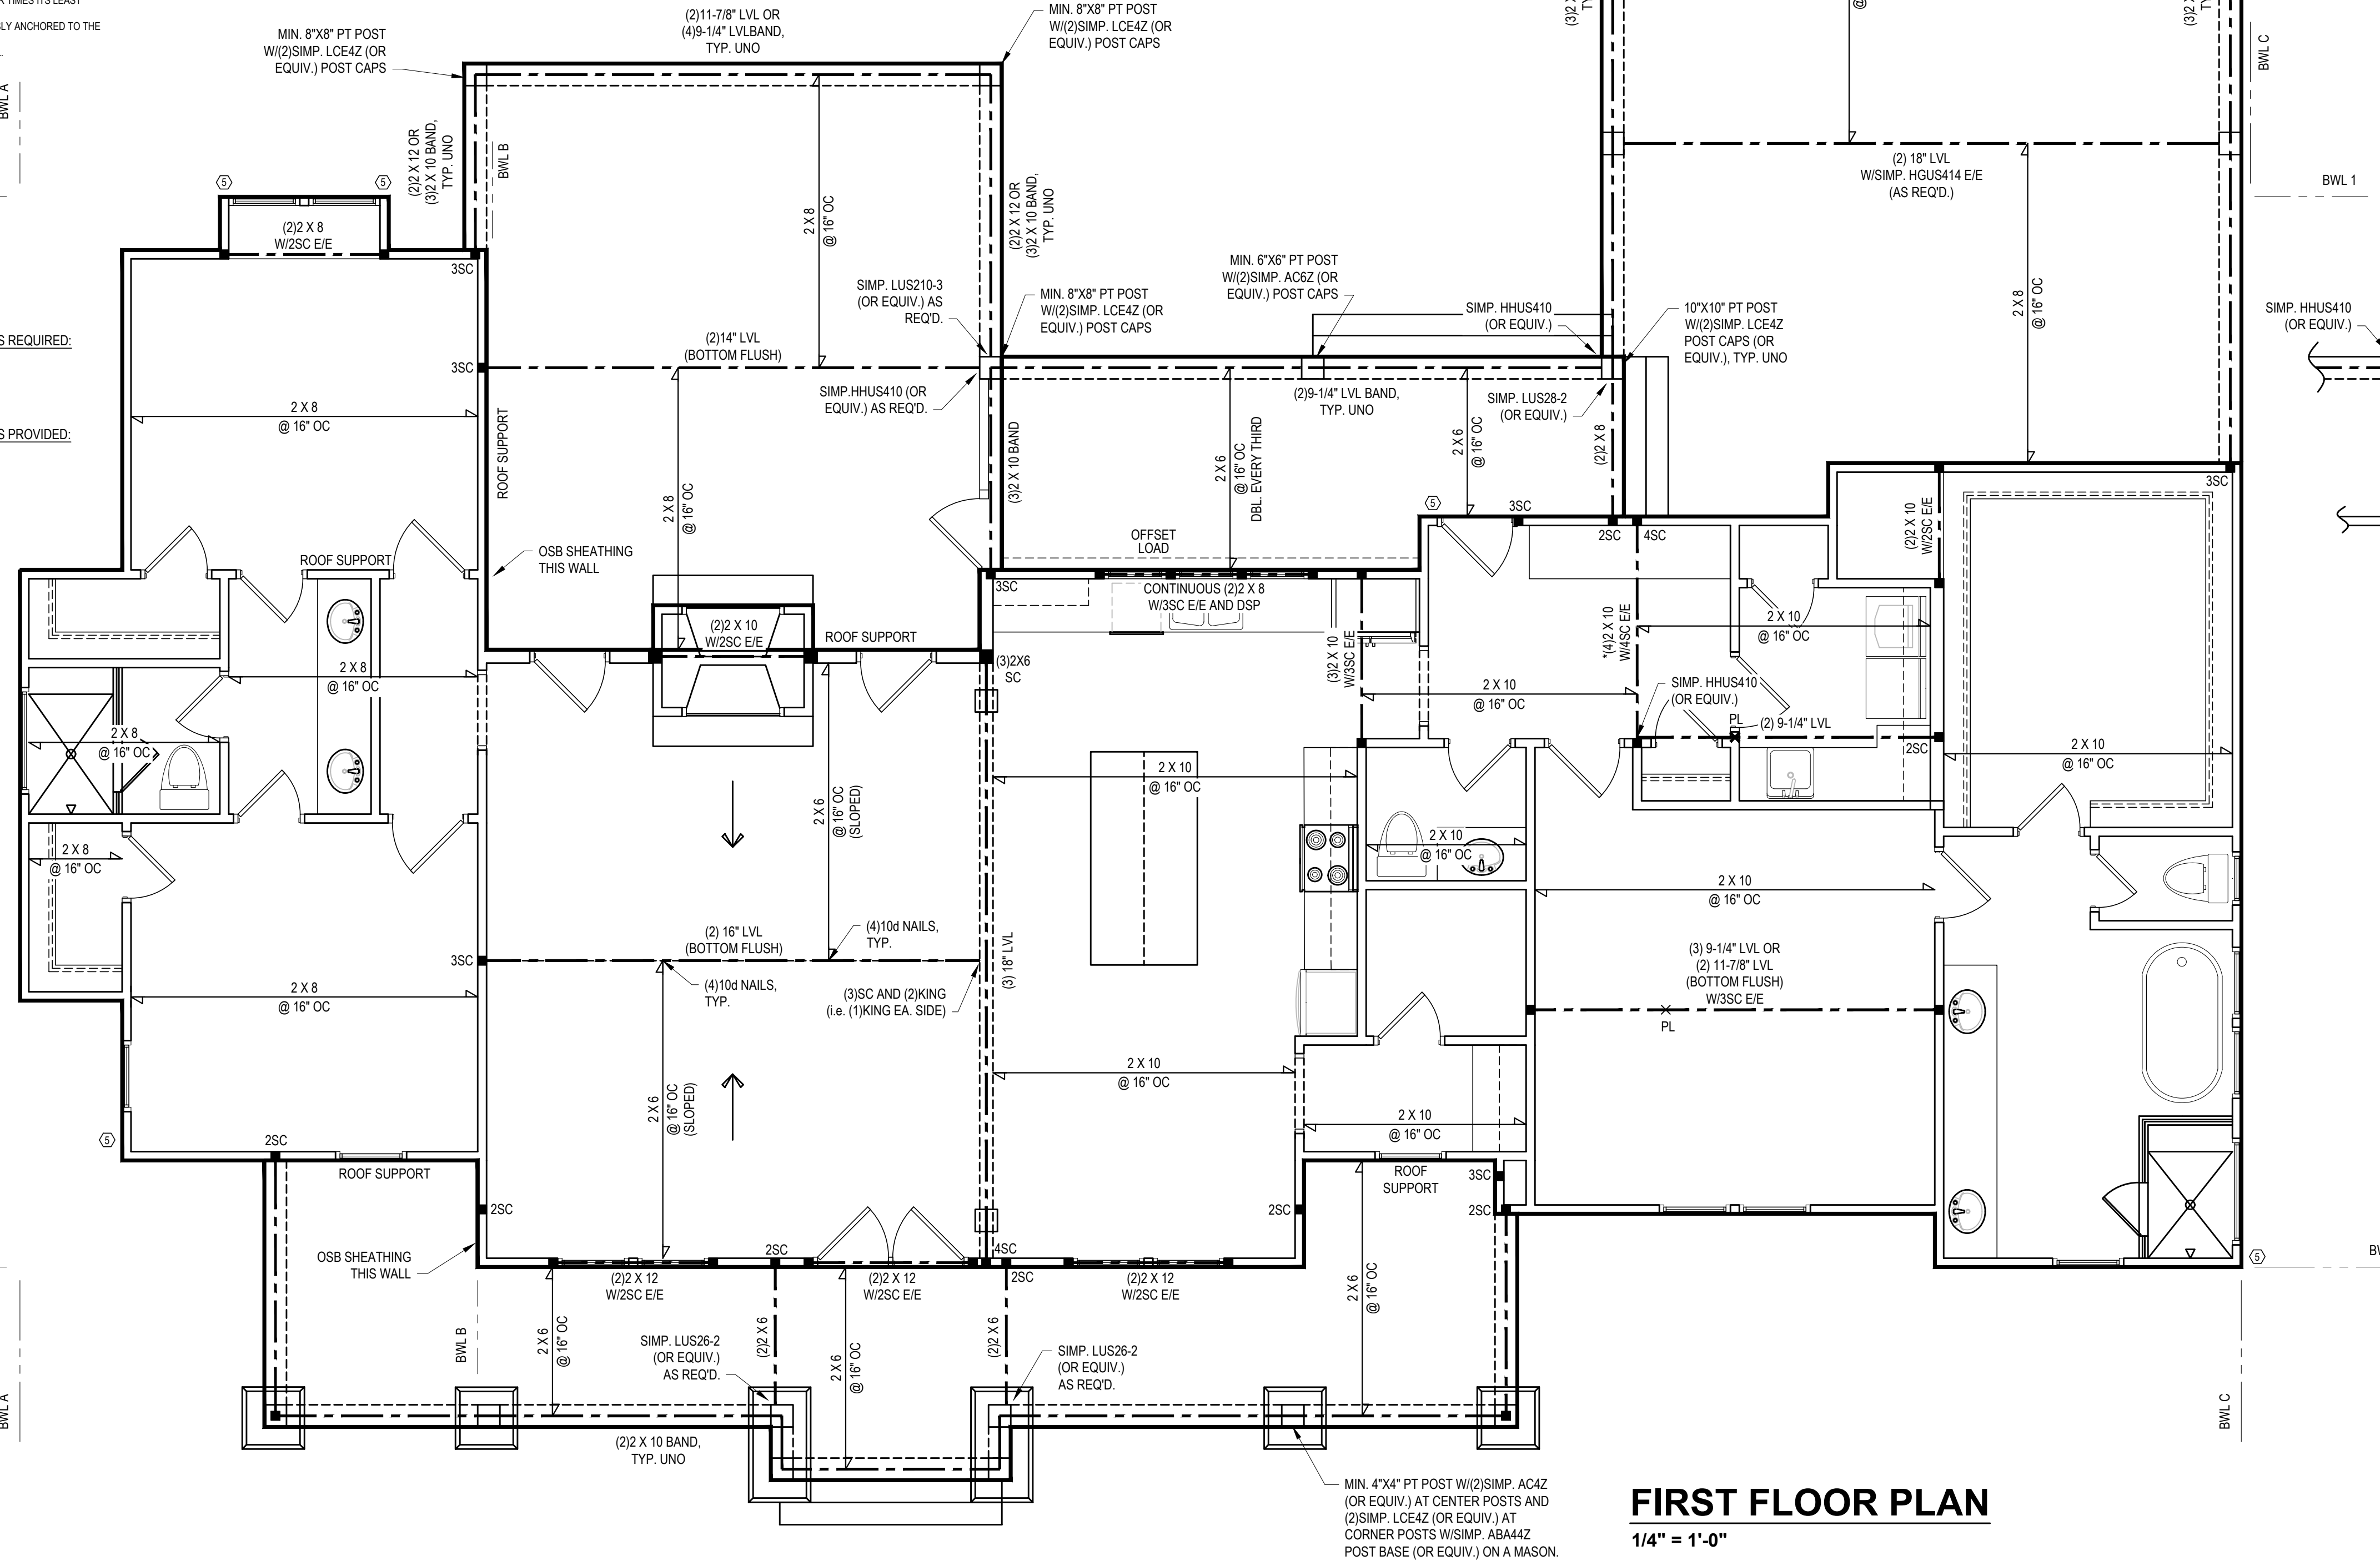 R TIMES ITS LEAST
SLY ANCHORED TO THE
BWL A
S REQUIRED:
S PROVIDED:
MIN. 8"X8" PT POST
W/(2)SIMP. LCE4Z (OR
EQUIV.) POST CAPS
(2)11-7/8" LVL OR
(4)9-1/4" LVLBAND,
TYP. UNO
MIN. 8"X8" PT POST
W/(2)SIMP. LCE4Z (OR
EQUIV.) POST CAPS
(3)2 X
(3)2 X
BWL C
BWL 1
(2)2 X 12 OR
(3)2 X 10 BAND,
TYP. UNO
BWL B
5
5
(2)2 X 8
W/2SC E/E
3SC
2 X 8
@ 16" OC
(2)2 X 12 OR
(3)2 X 10 BAND,
TYP. UNO
(2) 18" LVL
W/SIMP. HGUS414 E/E
(AS REQ'D.)
2 X 8
@ 16" OC
SIMP. LUS210-3
(OR EQUIV.) AS
REQ'D.
MIN. 8"X8" PT POST
W/(2)SIMP. LCE4Z (OR
EQUIV.) POST CAPS
MIN. 6"X6" PT POST
W/(2)SIMP. AC6Z (OR
EQUIV.) POST CAPS
SIMP. HHUS410
(OR EQUIV.)
10"X10" PT POST
W/(2)SIMP. LCE4Z
POST CAPS (OR
EQUIV.), TYP. UNO
SIMP. HHUS410
(OR EQUIV.)
(2)14" LVL
(BOTTOM FLUSH)
3SC
SIMP.HHUS410 (OR
EQUIV.) AS REQ'D.
(2)9-1/4" LVL BAND,
TYP. UNO
SIMP. LUS28-2
(OR EQUIV.)
2 X 8
@ 16" OC
ROOF SUPPORT
2 X 8
@ 16" OC
(3)2 X 10 BAND
2 X 6
@ 16" OC
DBL. EVERY THIRD
2 X 6
@ 16" OC
(2)2 X 8
5
3SC
2SC
4SC
3SC
(2)2 X 10
W/2SC E/E
OSB SHEATHING
THIS WALL
ROOF SUPPORT
OFFSET
LOAD
3SC
CONTINUOUS (2)2 X 8
W/3SC E/E AND DSP
(2)2 X 10
W/2SC E/E
ROOF SUPPORT
(3)2X6
SC
(3)2 X 10
W/3SC E/E
*(4)2 X 10
W/4SC E/E
2 X 10
@ 16" OC
2 X 8
@ 16" OC
2 X 10
@ 16" OC
SIMP. HHUS410
(OR EQUIV.)
PL
(2) 9-1/4" LVL
2SC
2 X 8
@ 16" OC
2 X 10
@ 16" OC
2 X 10
@ 16" OC
2 X 6
@ 16" OC
(SLOPED)
2 X 8
@ 16" OC
2 X 10
@ 16" OC
2 X 10
@ 16" OC
(2) 16" LVL
(BOTTOM FLUSH)
(4)10d NAILS,
TYP.
3SC
(4)10d NAILS,
TYP.
(3)SC AND (2)KING
(i.e. (1)KING EA. SIDE)
(3) 18" LVL
(3) 9-1/4" LVL OR
(2) 11-7/8" LVL
(BOTTOM FLUSH)
W/3SC E/E
PL
2 X 8
@ 16" OC
2 X 6
@ 16" OC
(SLOPED)
2 X 10
@ 16" OC
2 X 10
@ 16" OC
5
2SC
ROOF SUPPORT
2SC
ROOF
SUPPORT
3SC
2SC
2SC
OSB SHEATHING
THIS WALL
2SC
4SC
2SC
(2)2 X 12
W/2SC E/E
(2)2 X 12
W/2SC E/E
(2)2 X 12
W/2SC E/E
5
BWL B
2 X 6
@ 16" OC
(2)2 X 6
2 X 6
@ 16" OC
(2)2 X 6
2 X 6
@ 16" OC
SIMP. LUS26-2
(OR EQUIV.)
AS REQ'D.
SIMP. LUS26-2
(OR EQUIV.)
AS REQ'D.
BWL A
BWL C
(2)2 X 10 BAND,
TYP. UNO
MIN. 4"X4" PT POST W/(2)SIMP. AC4Z
(OR EQUIV.) AT CENTER POSTS AND
(2)SIMP. LCE4Z (OR EQUIV.) AT
CORNER POSTS W/SIMP. ABA44Z
POST BASE (OR EQUIV.) ON A MASON.
FIRST FLOOR PLAN
1/4" = 1'-0"